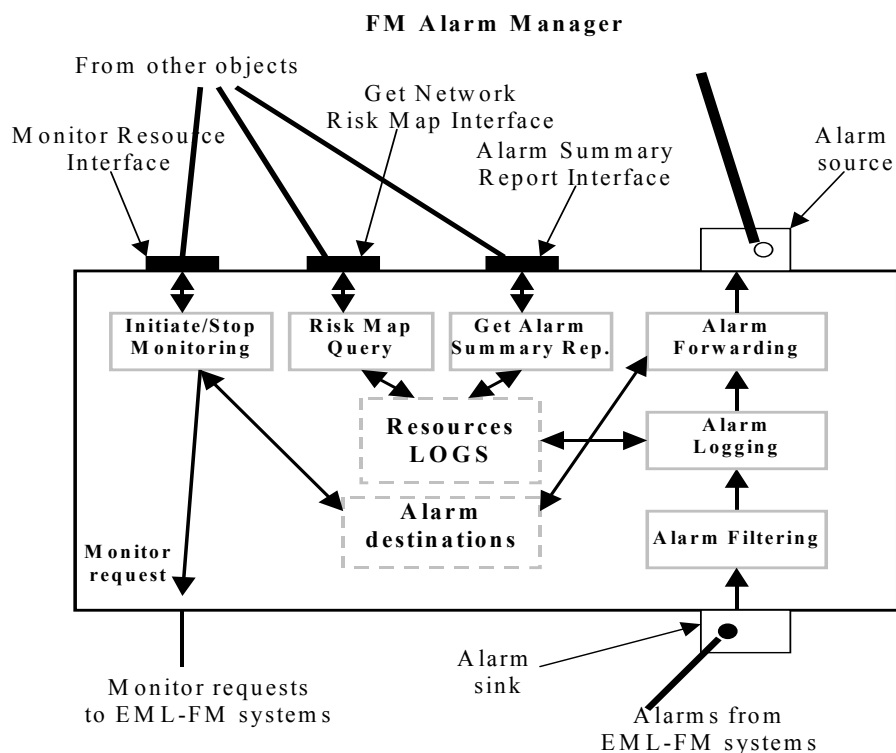 FM Alarm Manager
From other objects
Get Network
Risk Map Interface
Monitor Resource
Interface
Alarm Summary
Report Interface
Alarm
source
Initiate/Stop
Monitoring
Risk Map
Query
Get Alarm
Summary Rep.
Alarm
Forwarding
Resources
LOGS
Alarm
Logging
Alarm
destinations
Alarm Filtering
Monitor
request
Monitor requests
to EML-FM systems
Alarm
sink
Alarms from
EML-FM systems